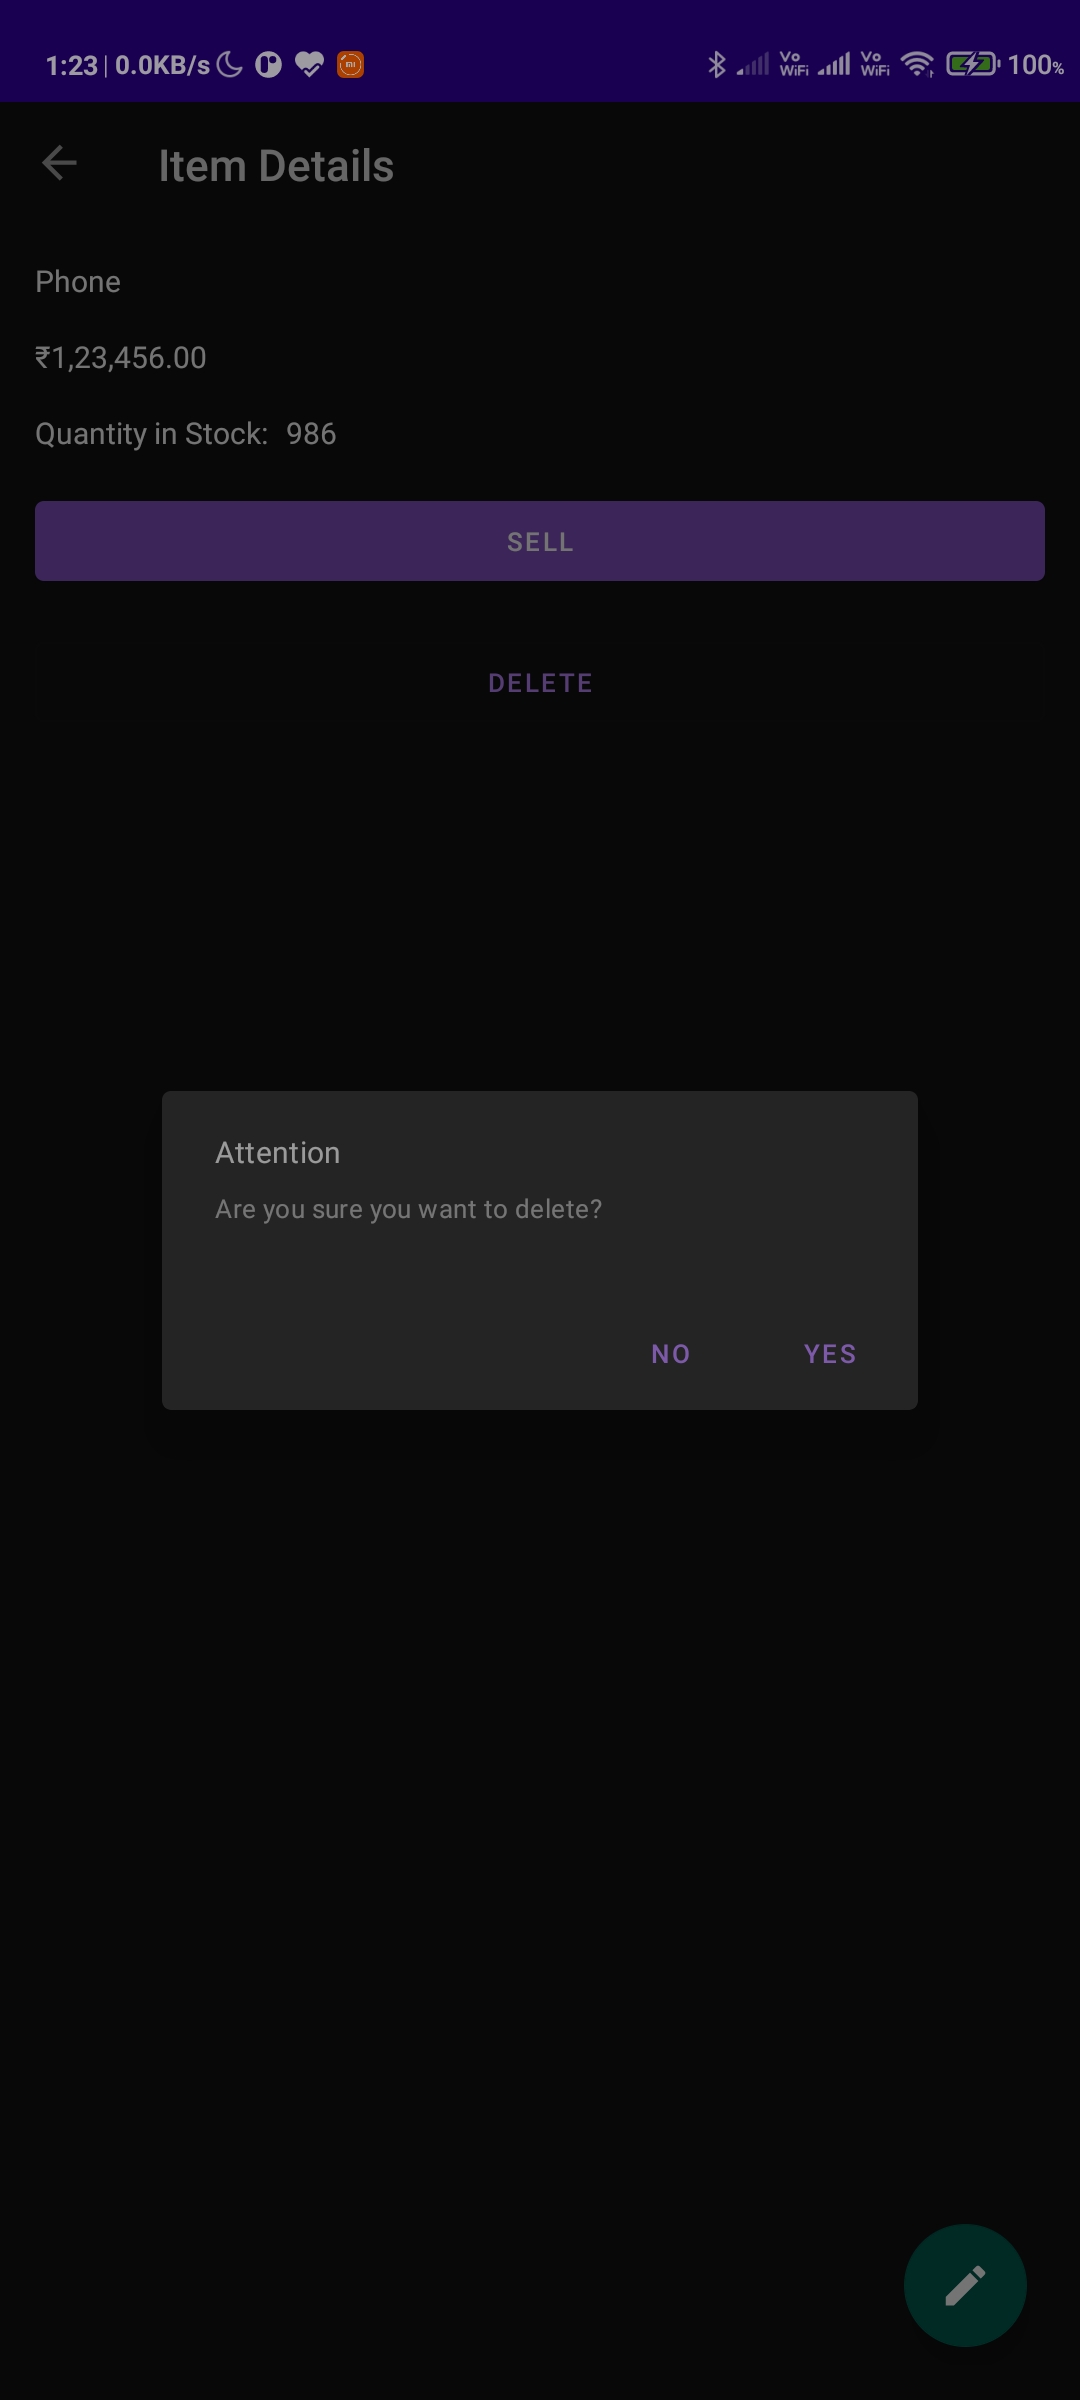 1:23 | 0.0KB/s
Vo WiFi Vo WiFi 100%
Item Details
Phone
₹1,23,456.00
Quantity in Stock: 986
SELL
DELETE
Attention
Are you sure you want to delete?
NO YES